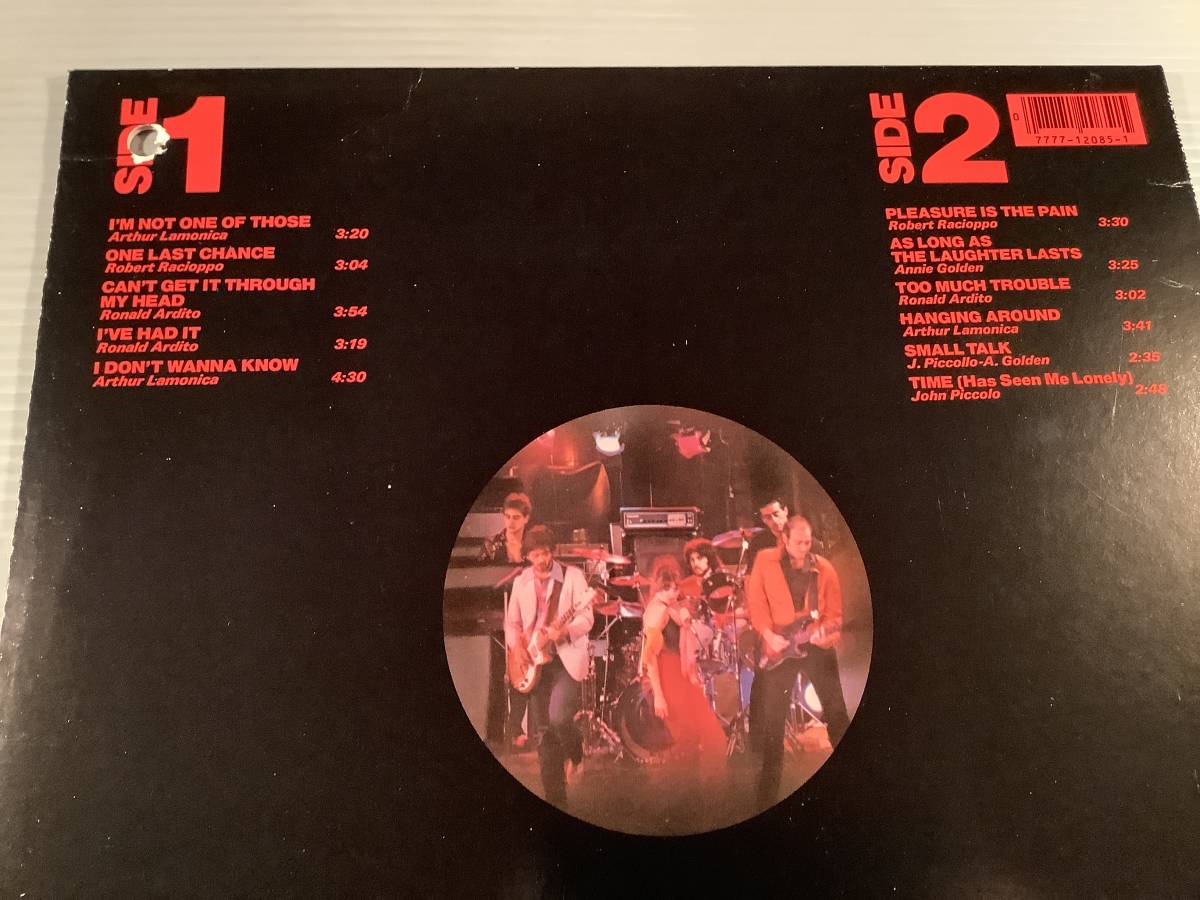 SIDE 1
I'M NOT ONE OF THOSE
Arthur Lamonica 3:20
ONE LAST CHANCE
Robert Racioppo 3:04
CAN'T GET IT THROUGH
MY HEAD
Ronald Ardito 3:54
I'VE HAD IT
Ronald Ardito 3:19
I DON'T WANNA KNOW
Arthur Lamonica 4:30
SIDE 2
0 7777-12085-1
PLEASURE IS THE PAIN
Robert Racioppo 3:30
AS LONG AS
THE LAUGHTER LASTS
Annie Golden 3:25
TOO MUCH TROUBLE
Ronald Ardito 3:02
HANGING AROUND
Arthur Lamonica 3:41
SMALL TALK
J. Piccollo-A. Golden 2:35
TIME (Has Seen Me Lonely)
John Piccolo 2:48